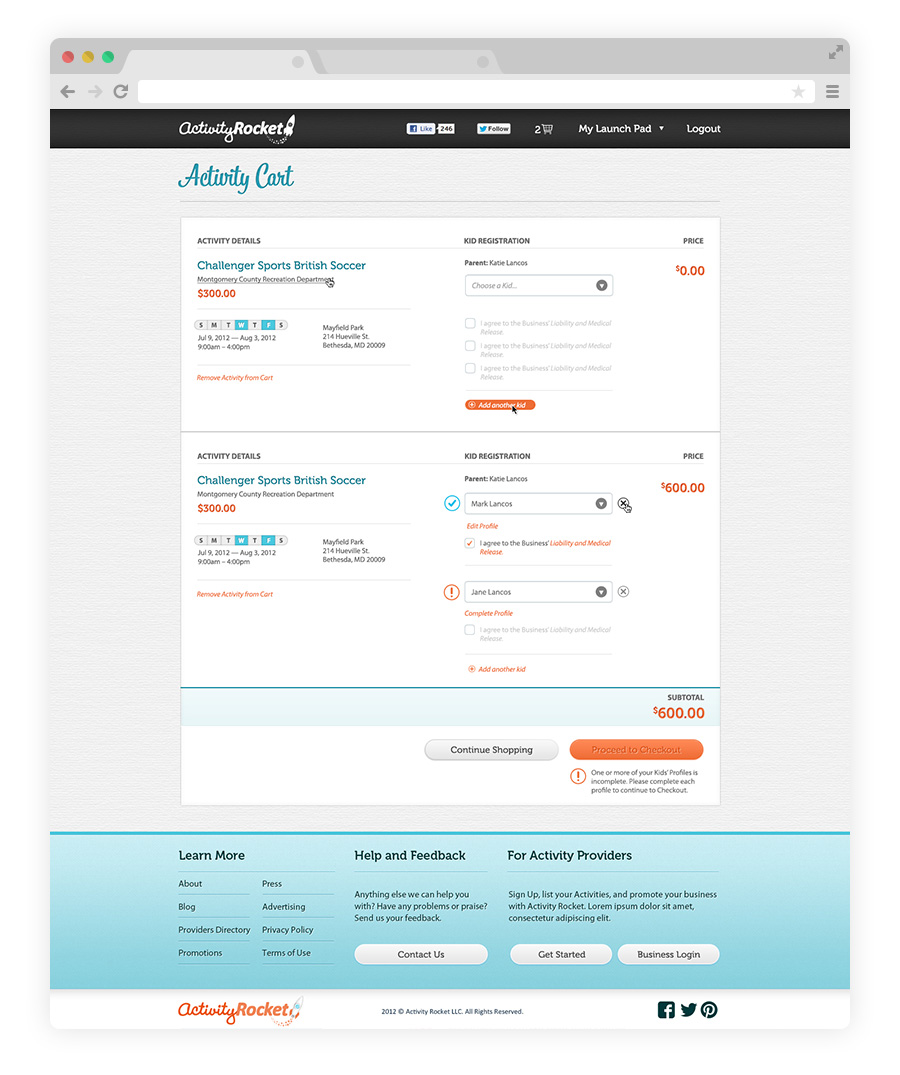 ActivityRocket
Like 246
Follow
2
My Launch Pad
Logout
Activity Cart
ACTIVITY DETAILS
KID REGISTRATION
PRICE
Challenger Sports British Soccer
Montgomery County Recreation Department
$300.00
Parent: Katie Lancos
Choose a Kid...
$0.00
S M T W T F S
Jul 9, 2012 — Aug 3, 2012
9:00am – 4:00pm
Mayfield Park
214 Hueville St.
Bethesda, MD 20009
I agree to the Business' Liability and Medical
Release.
I agree to the Business' Liability and Medical
Release.
I agree to the Business' Liability and Medical
Release.
Remove Activity from Cart
Add another kid
ACTIVITY DETAILS
KID REGISTRATION
PRICE
Challenger Sports British Soccer
Montgomery County Recreation Department
$300.00
Parent: Katie Lancos
Mark Lancos
$600.00
Edit Profile
I agree to the Business' Liability and Medical
Release.
S M T W T F S
Jul 9, 2012 — Aug 3, 2012
9:00am – 4:00pm
Mayfield Park
214 Hueville St.
Bethesda, MD 20009
Remove Activity from Cart
Jane Lancos
Complete Profile
I agree to the Business' Liability and Medical
Release.
Add another kid
SUBTOTAL
$600.00
Continue Shopping
Proceed to Checkout
One or more of your Kids' Profiles is
incomplete. Please complete each
profile to continue to Checkout.
Learn More
About
Press
Blog
Advertising
Providers Directory
Privacy Policy
Promotions
Terms of Use
Help and Feedback
Anything else we can help you
with? Have any problems or praise?
Send us your feedback.
Contact Us
For Activity Providers
Sign Up, list your Activities, and promote your business
with Activity Rocket. Lorem ipsum dolor sit amet,
consectetur adipiscing elit.
Get Started
Business Login
ActivityRocket
2012 © Activity Rocket LLC. All Rights Reserved.